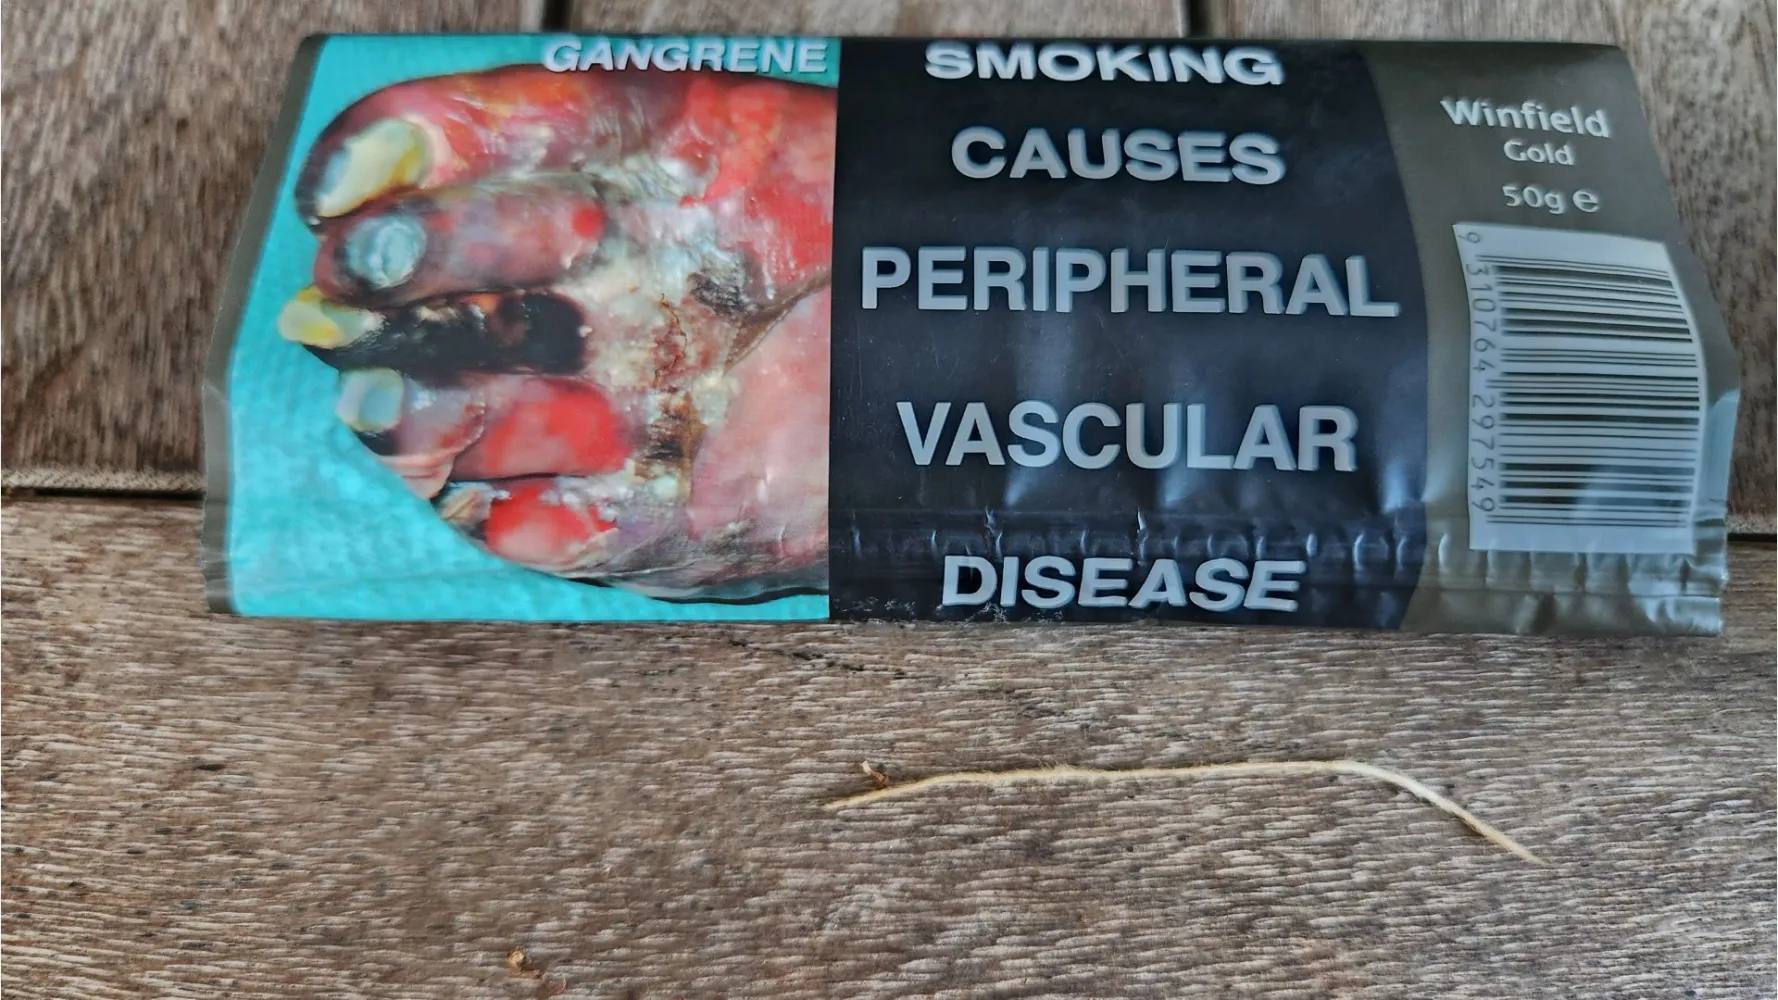 GANGRENE
SMOKING
CAUSES
PERIPHERAL
VASCULAR
DISEASE
Winfield
Gold
50g e
9 310764 297549